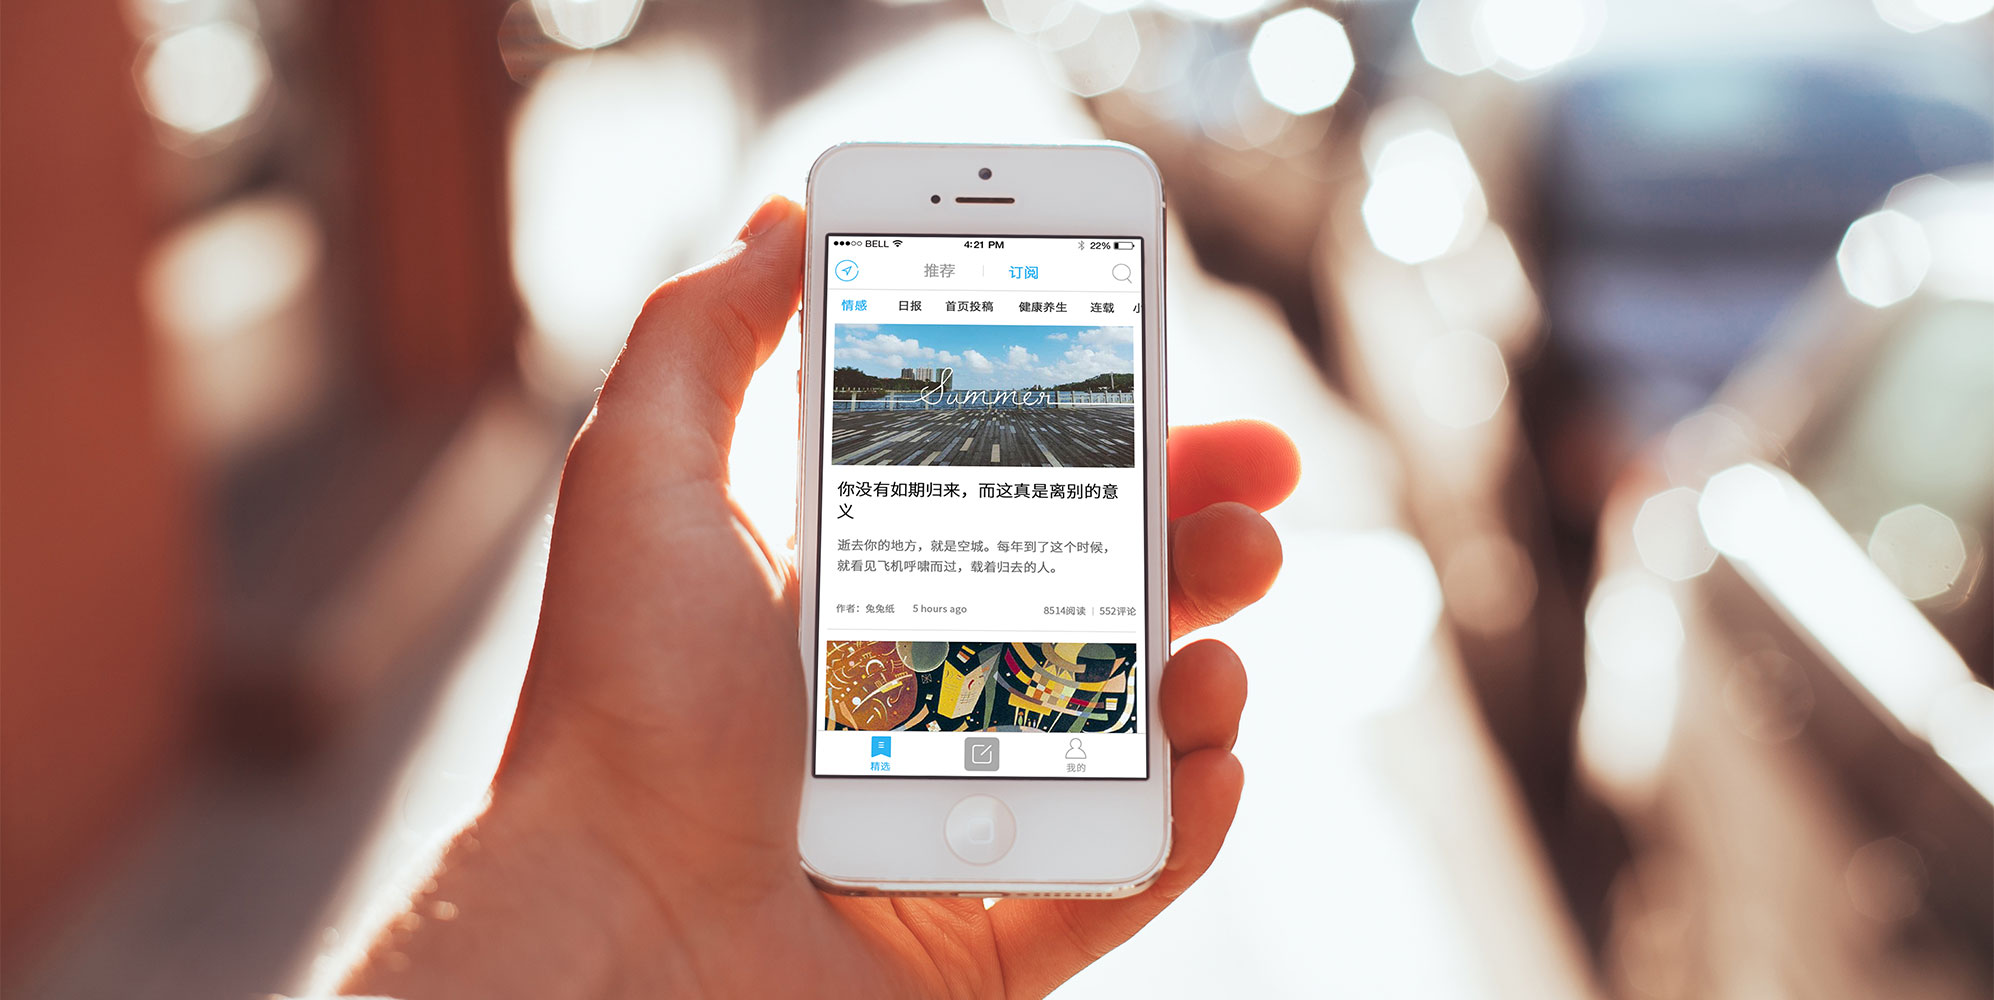 BELL 4:21 PM 22%
推荐 订阅
情感 日报 首页投稿 健康养生 连载 小
Summer
你没有如期归来，而这真是离别的意
义
逝去你的地方，就是空城。每年到了这个时候，
就看见飞机呼啸而过，载着归去的人。
作者：兔兔纸 5 hours ago 8514阅读 | 552评论
精选 我的